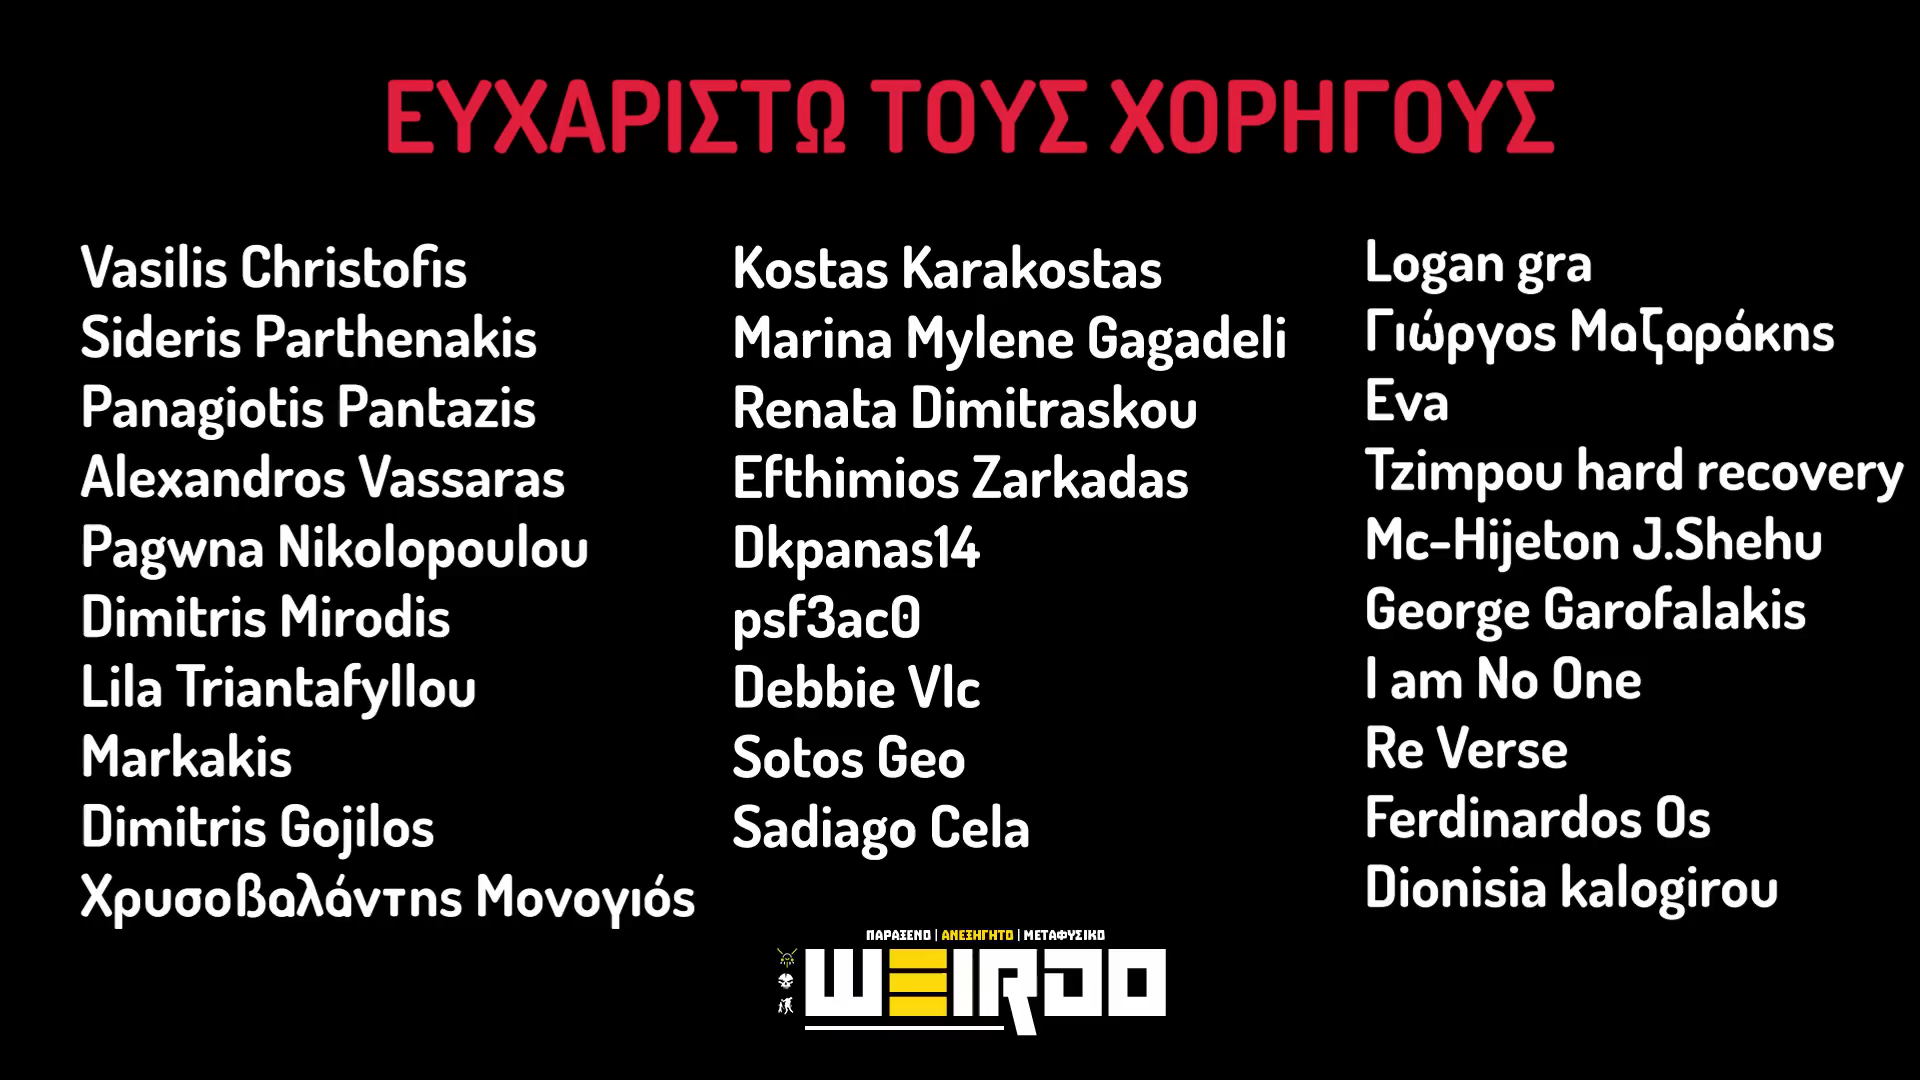 ΕΥΧΑΡΙΣΤΩ ΤΟΥΣ ΧΟΡΗΓΟΥΣ
Vasilis Christofis
Sideris Parthenakis
Panagiotis Pantazis
Alexandros Vassaras
Pagwna Nikolopoulou
Dimitris Mirodis
Lila Triantafyllou
Markakis
Dimitris Gojilos
Χρυσοβαλάντης Μονογιός
Kostas Karakostas
Marina Mylene Gagadeli
Renata Dimitraskou
Efthimios Zarkadas
Dkpanas14
psf3ac0
Debbie Vlc
Sotos Geo
Sadiago Cela
Logan gra
Γιώργος Μαζαράκης
Eva
Tzimpou hard recovery
Mc-Hijeton J.Shehu
George Garofalakis
I am No One
Re Verse
Ferdinardos Os
Dionisia kalogirou
ΠΑΡΑΞΕΝΟ | ΑΝΕΞΗΓΗΤΟ | ΜΕΤΑΦΥΣΙΚΟ
WEIRDO